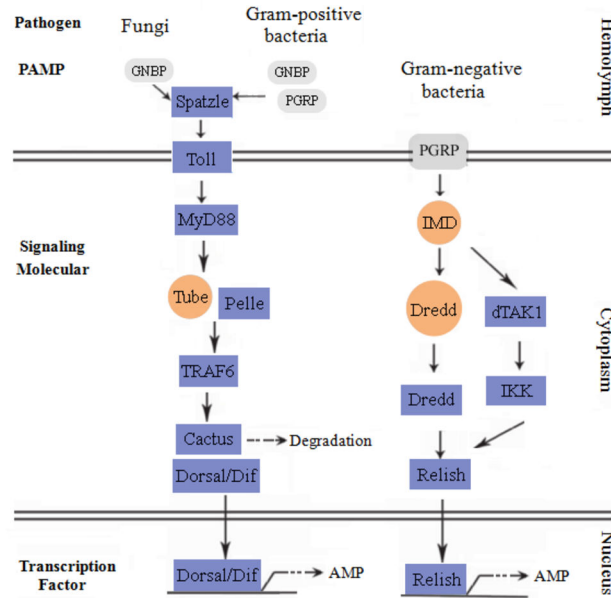 Pathogen
Fungi
Gram-positive
bacteria
Hemolymph
PAMP
GNBP
GNBP
Spatzle
PGRP
Gram-negative
bacteria
Toll
PGRP
MyD88
IMD
Signaling
Molecular
Tube
Pelle
Dredd
dTAK1
Cytoplasm
TRAF6
Dredd
IKK
Cactus
Degradation
Dorsal/Dif
Relish
Nucleus
Transcription
Factor
Dorsal/Dif
AMP
Relish
AMP